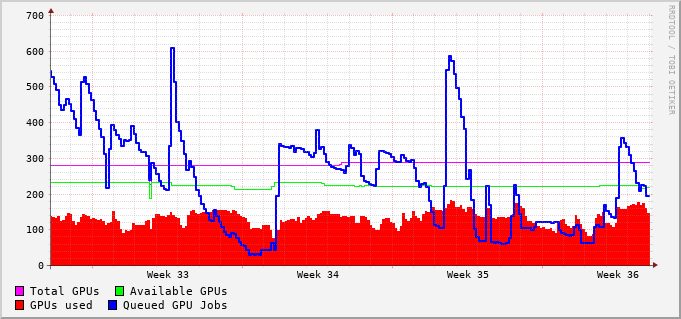 RRDTOOL / TOBI OETIKER
700
600
500
400
300
200
100
0
Week 33 Week 34 Week 35 Week 36
Total GPUs Available GPUs
GPUs used Queued GPU Jobs